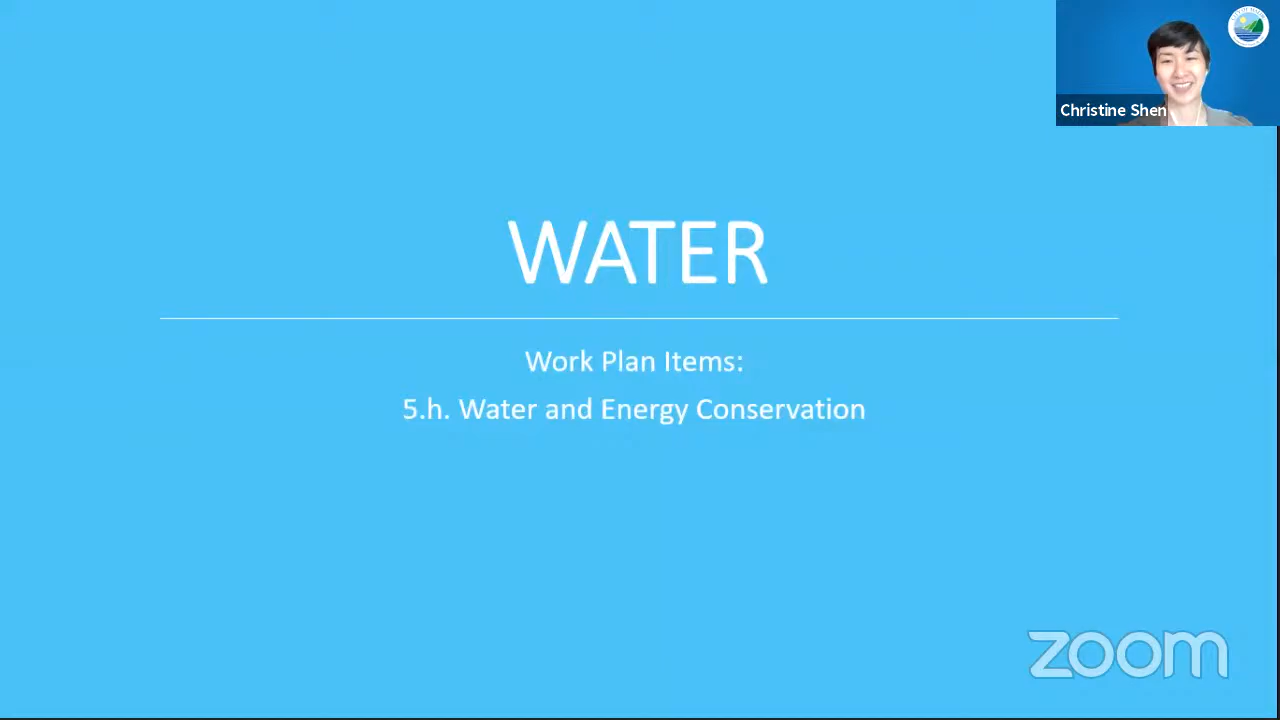 Christine Shen
WATER
Work Plan Items:
5.h. Water and Energy Conservation
zoom